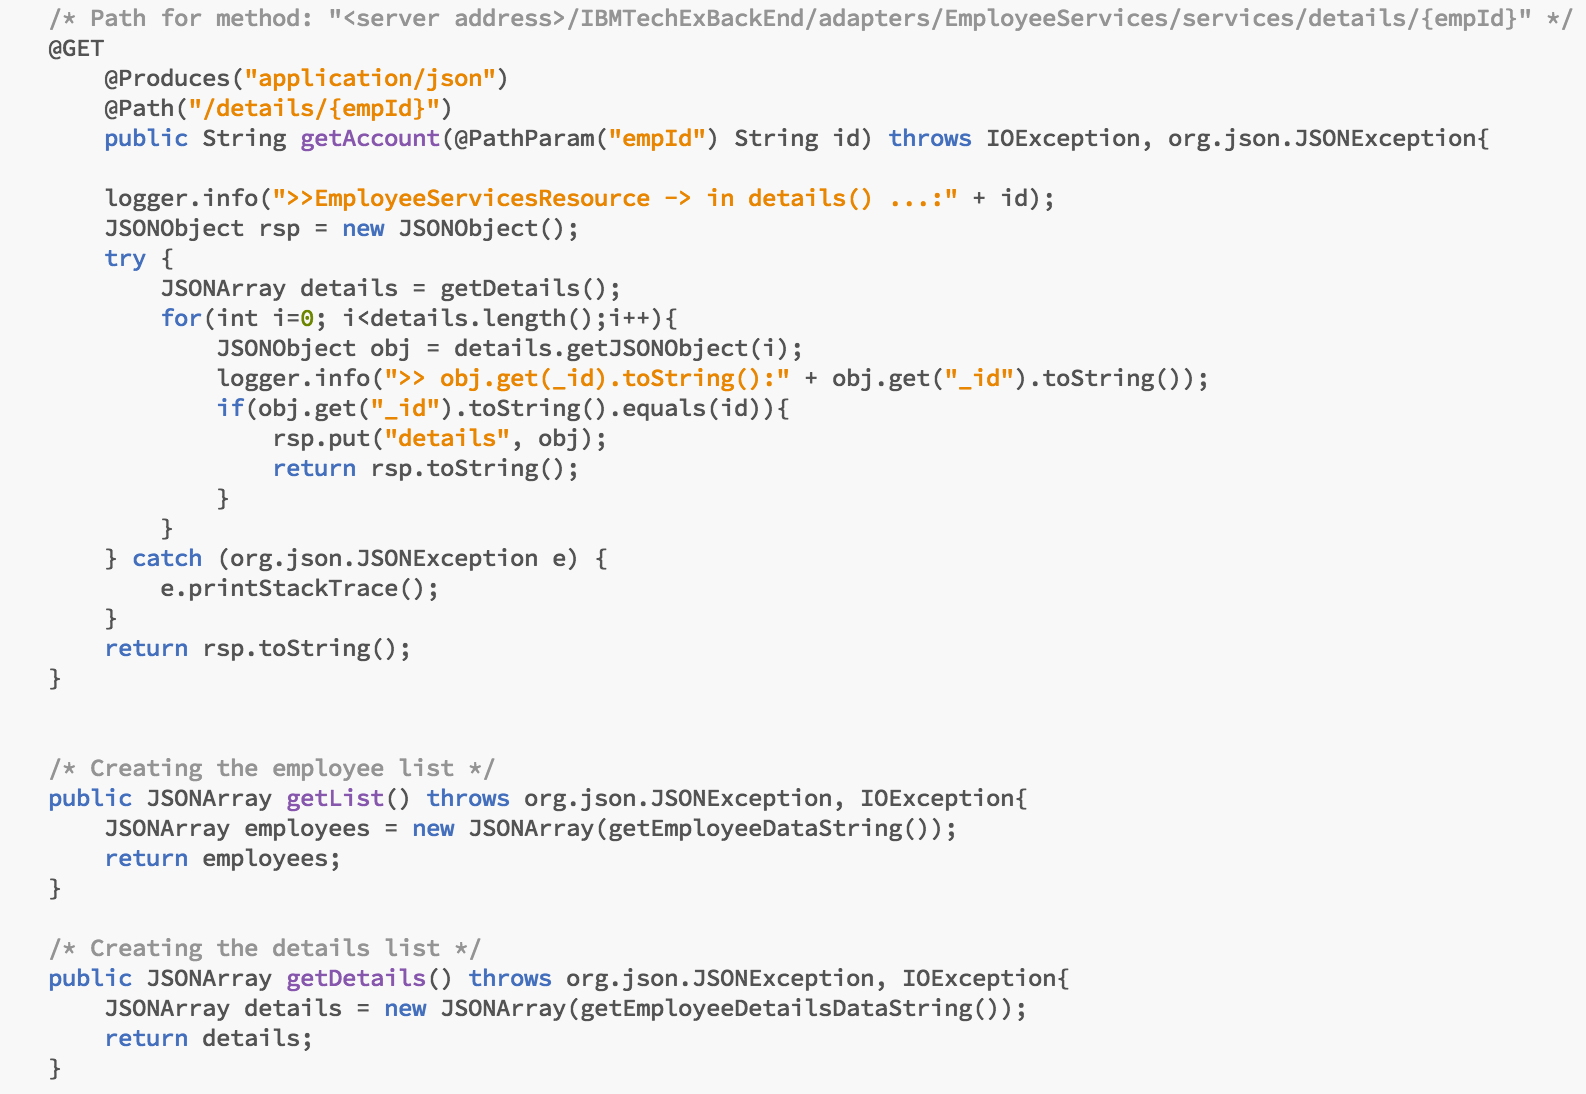 /* Path for method: "<server address>/IBMTechExBackEnd/adapters/EmployeeServices/services/details/{empId}" */
@GET
    @Produces("application/json")
    @Path("/details/{empId}")
    public String getAccount(@PathParam("empId") String id) throws IOException, org.json.JSONException{

    logger.info(">>EmployeeServicesResource -> in details() ...:" + id);
    JSONObject rsp = new JSONObject();
    try {
        JSONArray details = getDetails();
        for(int i=0; i<details.length();i++){
            JSONObject obj = details.getJSONObject(i);
            logger.info(">> obj.get(_id).toString():" + obj.get("_id").toString());
            if(obj.get("_id").toString().equals(id)){
                rsp.put("details", obj);
                return rsp.toString();
            }
        }
    } catch (org.json.JSONException e) {
        e.printStackTrace();
    }
    return rsp.toString();
}


/* Creating the employee list */
public JSONArray getList() throws org.json.JSONException, IOException{
    JSONArray employees = new JSONArray(getEmployeeDataString());
    return employees;
}

/* Creating the details list */
public JSONArray getDetails() throws org.json.JSONException, IOException{
    JSONArray details = new JSONArray(getEmployeeDetailsDataString());
    return details;
}